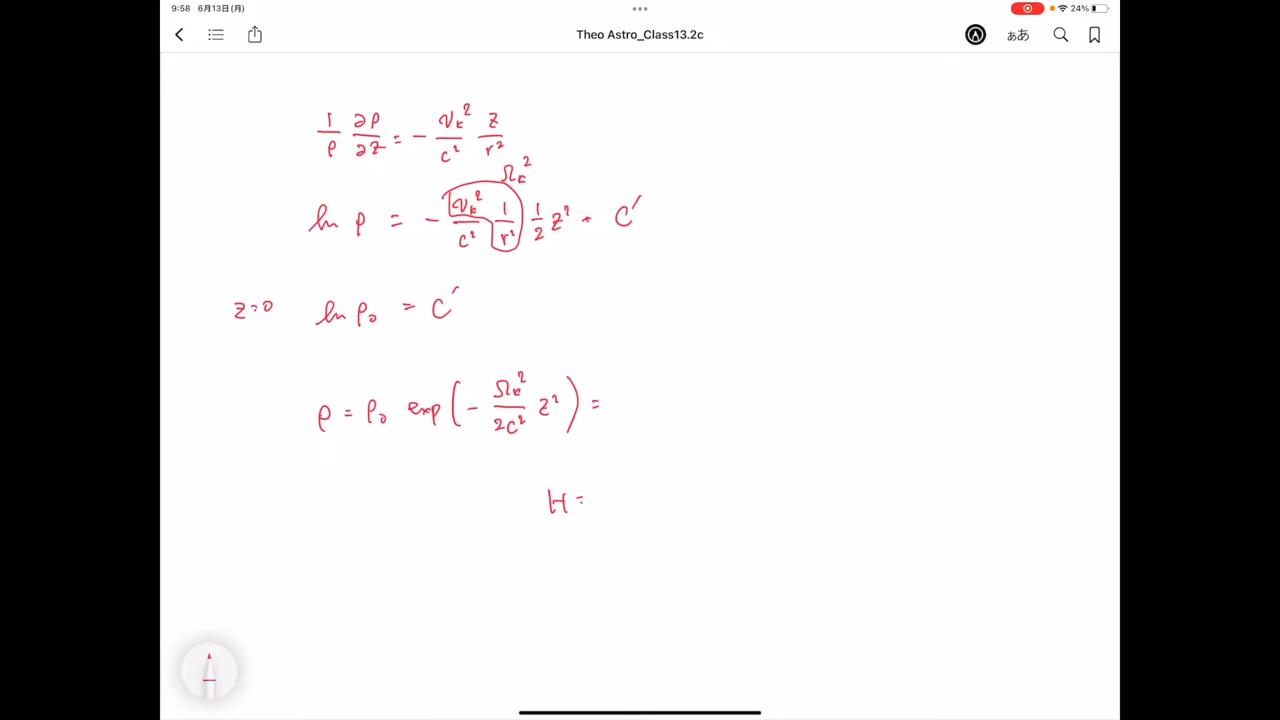 9:58 6月13日(月)
24%
Theo Astro_Class13.2c
ああ
1/ρ ∂ρ/∂z = - v_K²/c² z/r²
Ω_K²
ln ρ = - v_K²/c² 1/r² 1/2 z² + C′
z=0 ln ρ₀ = C′
ρ = ρ₀ exp(- Ω_K²/2c² z²) =
H =